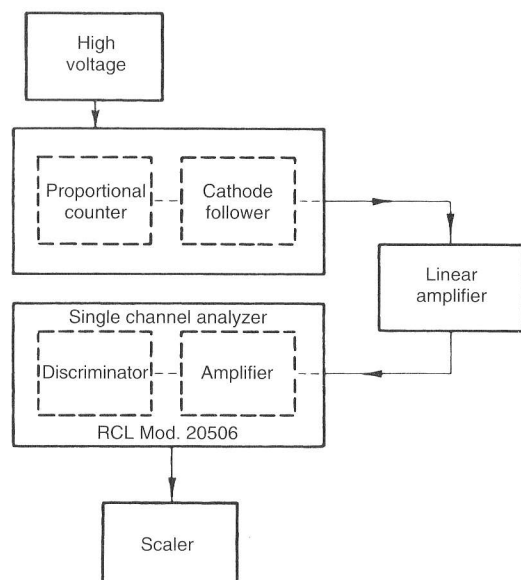 High
voltage
Proportional
counter
Cathode
follower
Linear
amplifier
Single channel analyzer
Discriminator
Amplifier
RCL Mod. 20506
Scaler